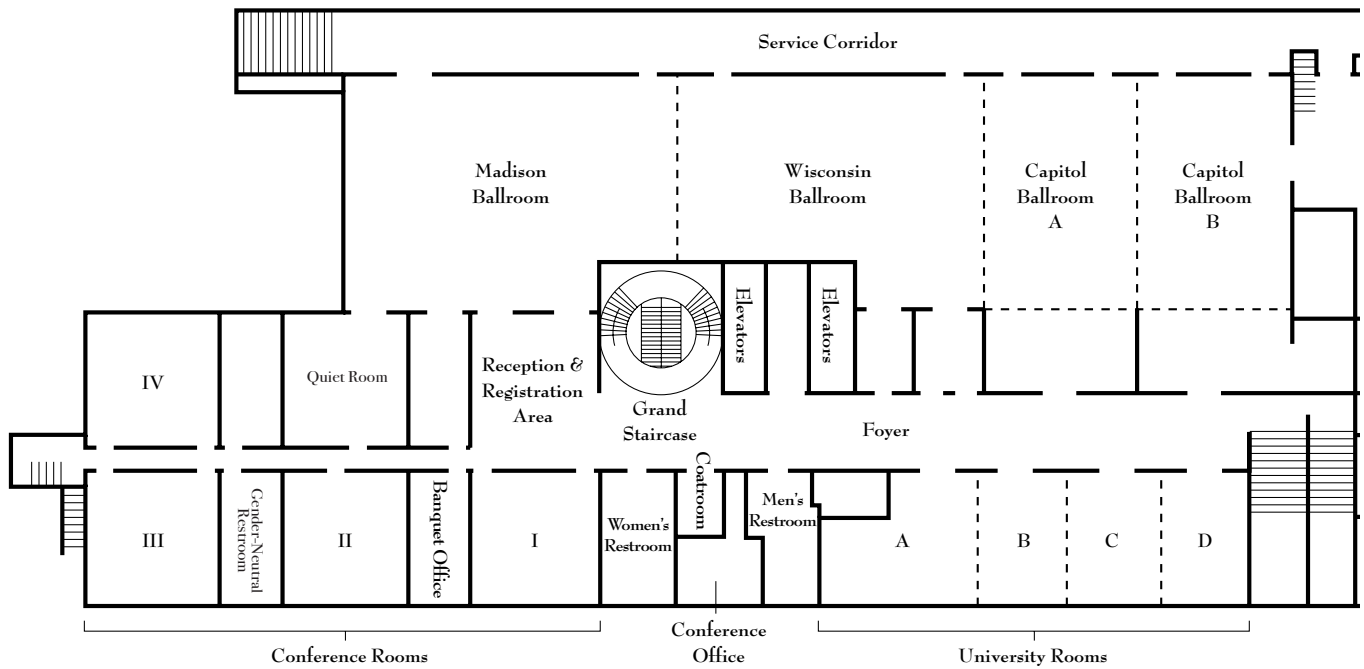 Service Corridor
Madison
Ballroom
Wisconsin
Ballroom
Capitol
Ballroom
A
Capitol
Ballroom
B
Elevators
Elevators
IV
Quiet Room
Reception &
Registration
Area
Grand
Staircase
Foyer
III
Gender-Neutral
Restroom
II
Banquet Office
I
Women's
Restroom
Coatroom
Men's
Restroom
A
B
C
D
Conference Rooms
Conference
Office
University Rooms